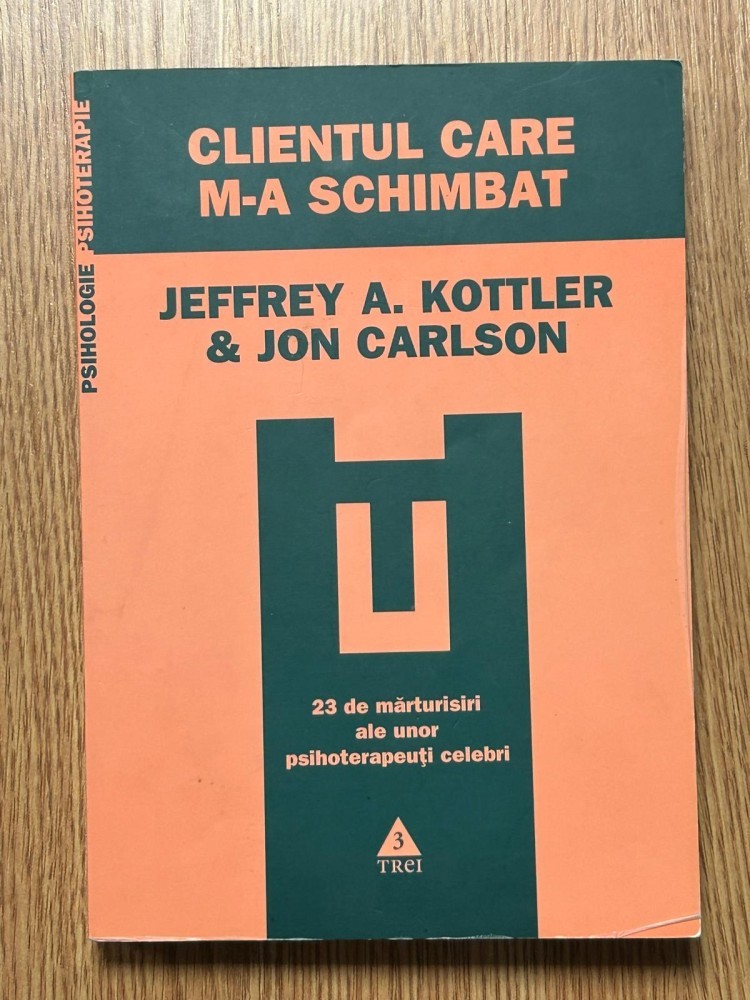 CLIENTUL CARE
M-A SCHIMBAT
JEFFREY A. KOTTLER
& JON CARLSON
PSIHOLOGIE PSIHOTERAPIE
23 de mărturisiri
ale unor
psihoterapeuţi celebri
3
TREI